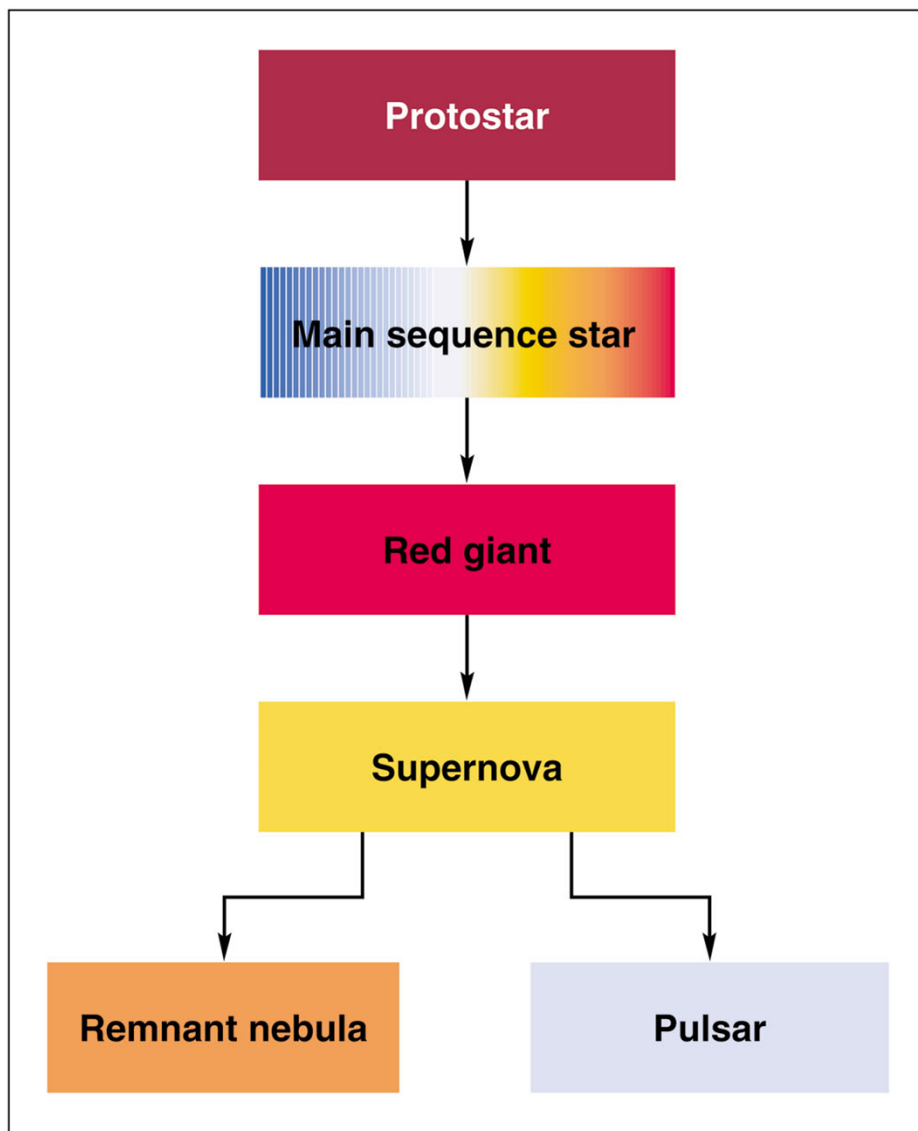 Protostar
Main sequence star
Red giant
Supernova
Remnant nebula
Pulsar